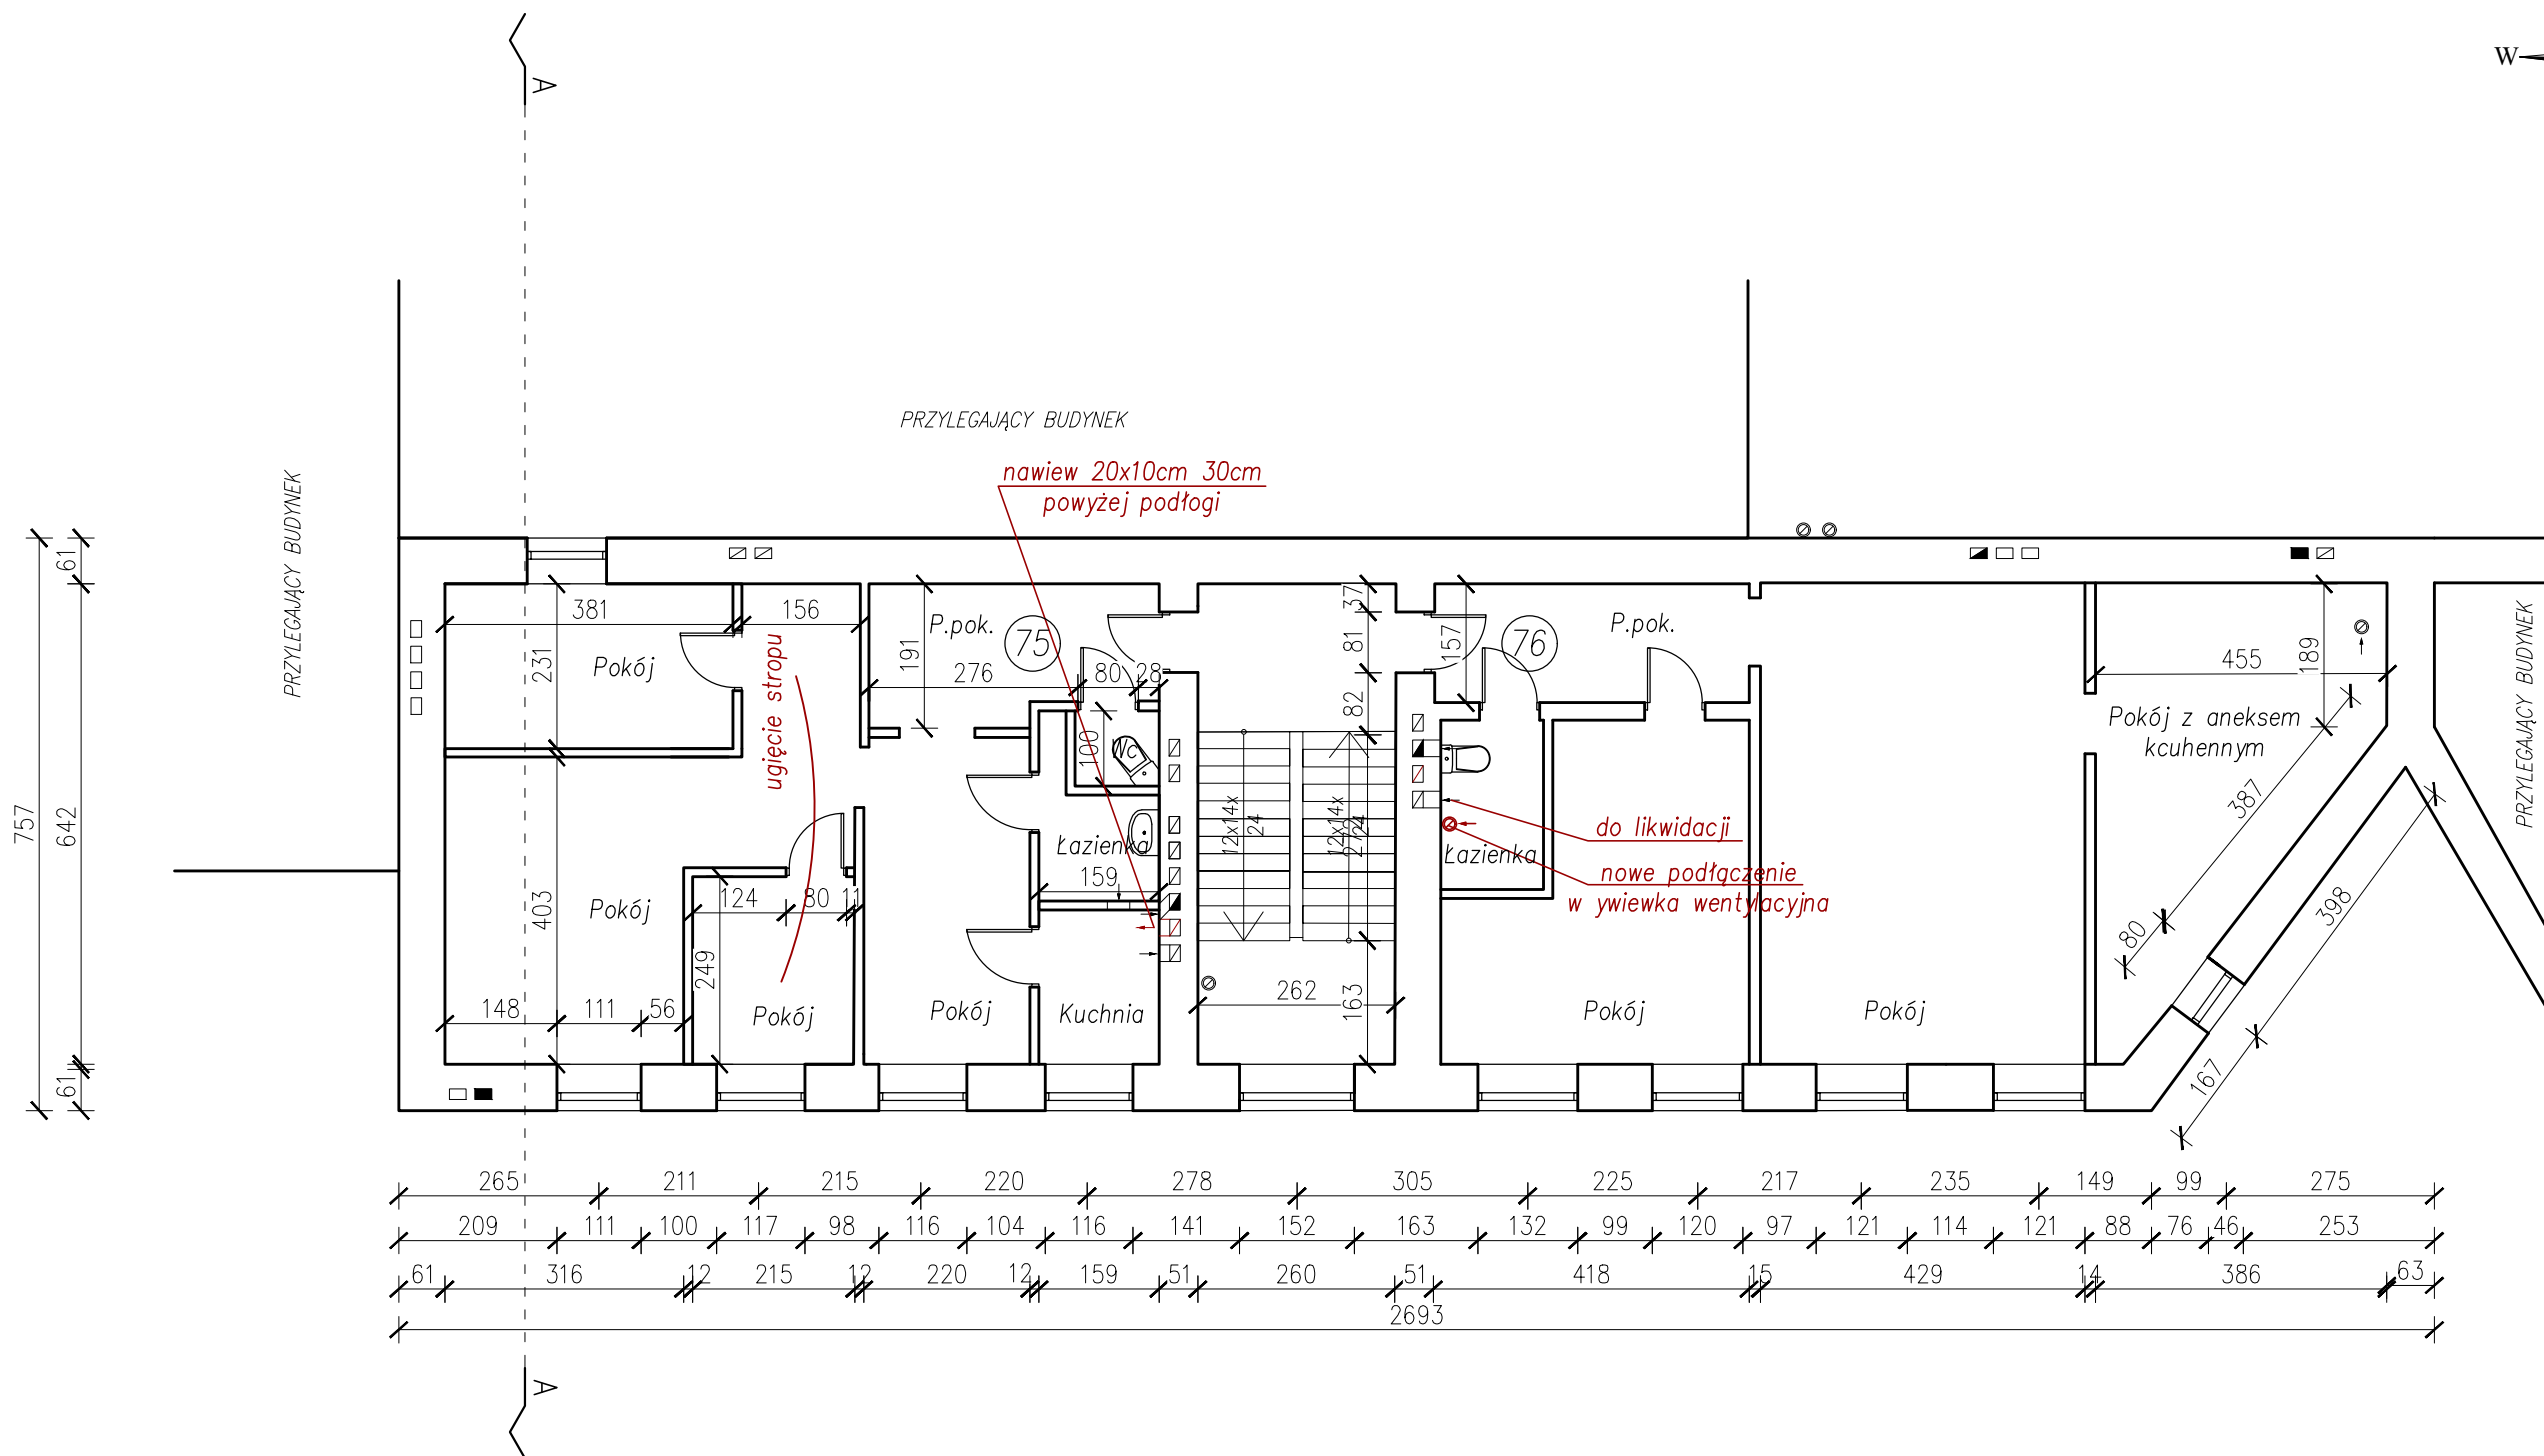 A
W
PRZYLEGAJĄCY BUDYNEK
PRZYLEGAJĄCY BUDYNEK
nawiew 20x10cm 30cm
powyżej podłogi
PRZYLEGAJĄCY BUDYNEK
757
61
642
61
381
156
231
Pokój
ugięcie stropu
191
P.pok.
75
276
80
28
100
WC
Łazienka
159
37
81
82
157
76
P.pok.
12x14x
24
12x14x
24
272
262
163
do likwidacji
nowe podłączenie
w ywiewka wentylacyjna
Łazienka
455
189
Pokój z aneksem
kcuhennym
387
80
398
167
403
Pokój
124
80
11
249
148
111
56
Pokój
Pokój
Kuchnia
Pokój
Pokój
265 211 215 220 278 305 225 217 235 149 99 275
209 111 100 117 98 116 104 116 141 152 163 132 99 120 97 121 114 121 88 76 46 253
61 316 12 215 12 220 12 159 51 260 51 418 15 429 14 386 63
2693
A